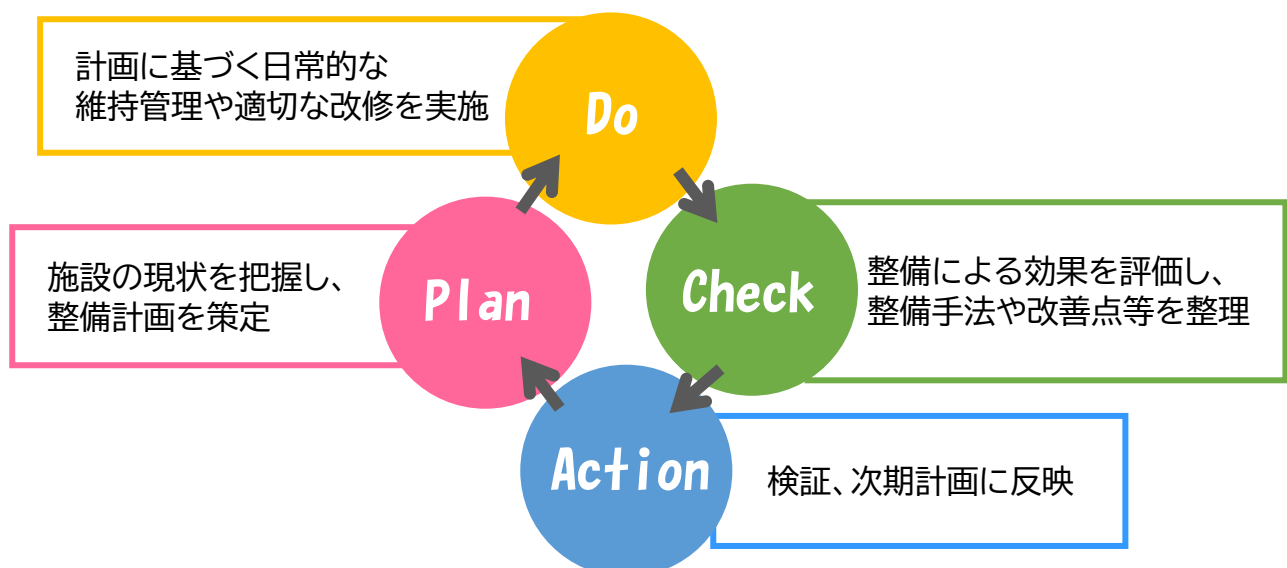 計画に基づく日常的な
維持管理や適切な改修を実施
Do
施設の現状を把握し、
整備計画を策定
Plan
Check
整備による効果を評価し、
整備手法や改善点等を整理
Action
検証、次期計画に反映